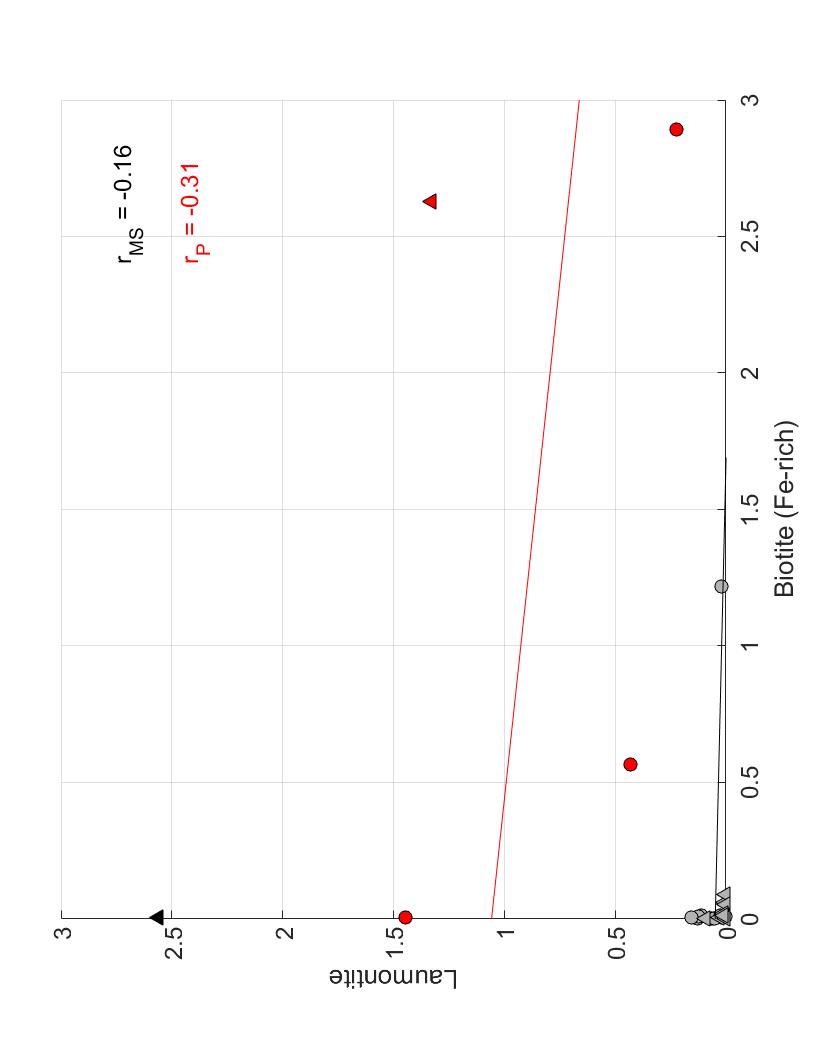 3
r_MS = -0.16
2.5
r_P = -0.31
2
Laumontite
1.5
1
0.5
0
0 0.5 1 1.5 2 2.5 3
Biotite (Fe-rich)